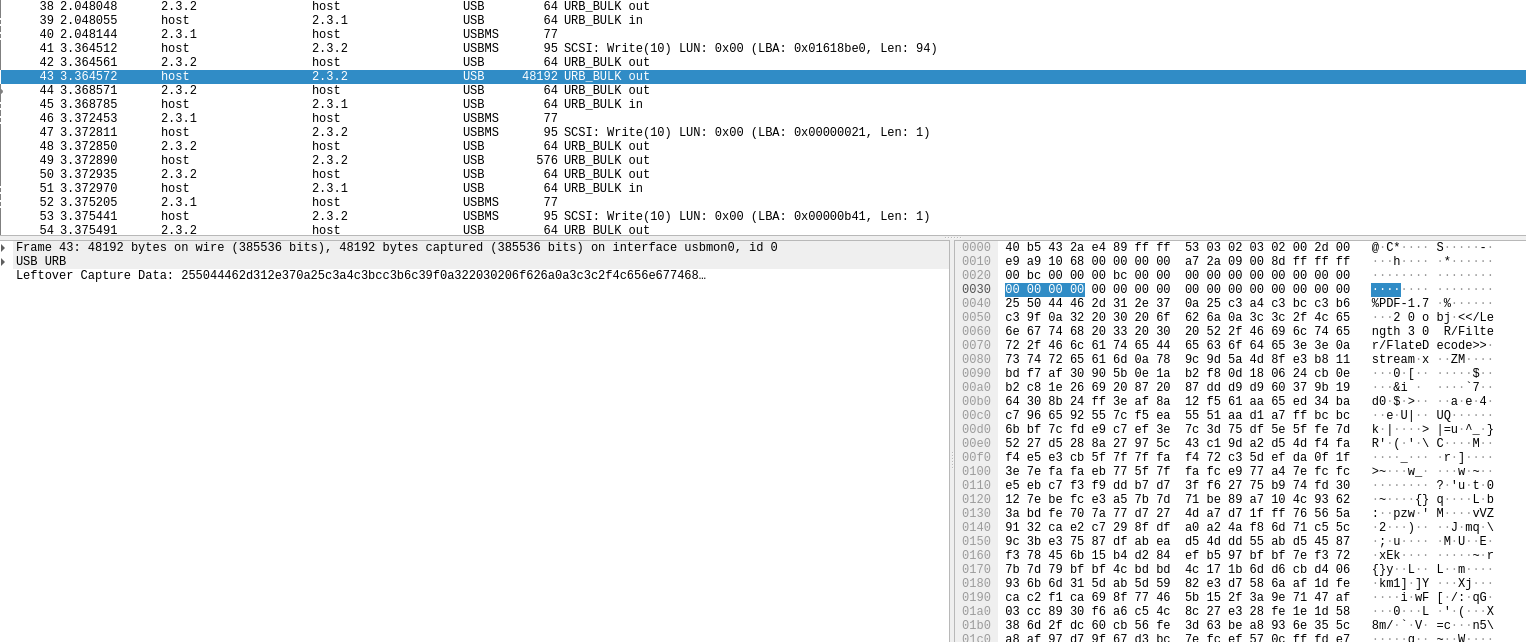 38 2.048048 2.3.2 host USB 64 URB_BULK out
39 2.048055 host 2.3.1 USB 64 URB_BULK in
40 2.048144 2.3.1 host USBMS 77
41 3.364512 host 2.3.2 USBMS 95 SCSI: Write(10) LUN: 0x00 (LBA: 0x01618be0, Len: 94)
42 3.364561 2.3.2 host USB 64 URB_BULK out
43 3.364572 host 2.3.2 USB 48192 URB_BULK out
44 3.368571 2.3.2 host USB 64 URB_BULK out
45 3.368785 host 2.3.1 USB 64 URB_BULK in
46 3.372453 2.3.1 host USBMS 77
47 3.372811 host 2.3.2 USBMS 95 SCSI: Write(10) LUN: 0x00 (LBA: 0x00000021, Len: 1)
48 3.372850 2.3.2 host USB 64 URB_BULK out
49 3.372890 host 2.3.2 USB 576 URB_BULK out
50 3.372935 2.3.2 host USB 64 URB_BULK out
51 3.372970 host 2.3.1 USB 64 URB_BULK in
52 3.375205 2.3.1 host USBMS 77
53 3.375441 host 2.3.2 USBMS 95 SCSI: Write(10) LUN: 0x00 (LBA: 0x00000b41, Len: 1)
54 3.375491 2.3.2 host USB 64 URB BULK out
Frame 43: 48192 bytes on wire (385536 bits), 48192 bytes captured (385536 bits) on interface usbmon0, id 0
USB URB
Leftover Capture Data: 255044462d312e370a25c3a4c3bcc3b6c39f0a322030206f626a0a3c3c2f4c656e677468…
0000 40 b5 43 2a e4 89 ff ff 53 03 02 03 02 00 2d 00 @·C*···· S·····-·
0010 e9 a9 10 68 00 00 00 00 a7 2a 09 00 8d ff ff ff ···h···· ·*······
0020 00 bc 00 00 00 bc 00 00 00 00 00 00 00 00 00 00 ········ ········
0030 00 00 00 00 00 00 00 00 00 00 00 00 00 00 00 00 ········ ········
0040 25 50 44 46 2d 31 2e 37 0a 25 c3 a4 c3 bc c3 b6 %PDF-1.7 ·%······
0050 c3 9f 0a 32 20 30 20 6f 62 6a 0a 3c 3c 2f 4c 65 ···2 0 o bj·<</Le
0060 6e 67 74 68 20 33 20 30 20 52 2f 46 69 6c 74 65 ngth 3 0 R/Filte
0070 72 2f 46 6c 61 74 65 44 65 63 6f 64 65 3e 3e 0a r/FlateD ecode>>·
0080 73 74 72 65 61 6d 0a 78 9c 9d 5a 4d 8f e3 b8 11 stream·x ··ZM····
0090 bd f7 af 30 90 5b 0e 1a b2 f8 0d 18 06 24 cb 0e ···0·[·· ·····$··
00a0 b2 c8 1e 26 69 20 87 20 87 dd d9 d9 60 37 9b 19 ···&i · ····`7··
00b0 64 30 8b 24 ff 3e af 8a 12 f5 61 aa 65 ed 34 ba d0·$·>·· ··a·e·4·
00c0 c7 96 65 92 55 7c f5 ea 55 51 aa d1 a7 ff bc bc ··e·U|·· UQ······
00d0 6b bf 7c fd e9 c7 ef 3e 7c 3d 75 df 5e 5f fe 7d k·|····> |=u·^_·}
00e0 52 27 d5 28 8a 27 97 5c 43 c1 9d a2 d5 4d f4 fa R'·(·'·\ C····M··
00f0 f4 e5 e3 cb 5f 7f 7f fa f4 72 c3 5d ef da 0f 1f ····_··· ·r·]····
0100 3e 7e fa fa eb 77 5f 7f fa fc e9 77 a4 7e fc fc >~···w_· ···w·~··
0110 e5 eb c7 f3 f9 dd b7 d7 3f f6 27 75 b9 74 fd 30 ········ ?·'u·t·0
0120 12 7e be fc e3 a5 7b 7d 71 be 89 a7 10 4c 93 62 ·~····{} q····L·b
0130 3a bd fe 70 7a 77 d7 27 4d a7 d7 1f ff 76 56 5a :··pzw·' M····vVZ
0140 91 32 ca e2 c7 29 8f df a0 a2 4a f6 6d 71 c5 5c ·2···)·· ··J·mq·\
0150 9c 3b e3 75 87 df ab ea d5 4d dd 55 ab d5 45 87 ·;·u···· ·M·U··E·
0160 f3 78 45 6b 15 b4 d2 84 ef b5 97 bf bf 7e f3 72 ·xEk···· ·····~·r
0170 7b 7d 79 bf bf 4c bd bd 4c 17 1b 6d d6 cb d4 06 {}y··L·· L··m····
0180 93 6b 6d 31 5d ab 5d 59 82 e3 d7 58 6a af 1d fe ·km1]·]Y ···Xj···
0190 ca c2 f1 ca 69 8f 77 46 5b 15 2f 3a 9e 71 47 af ····i·wF [·/:·qG·
01a0 03 cc 89 30 f6 a6 c5 4c 8c 27 e3 28 fe 1e 1d 58 ···0···L ·'·(···X
01b0 38 6d 2f dc 60 cb 56 fe 3d 63 be a8 93 6e 35 5c 8m/·`·V· =c···n5\
01c0 a8 af 97 d7 9f 67 d3 bc 7e fc ef 57 0c ff fd e7 ·····g·· ~··W····